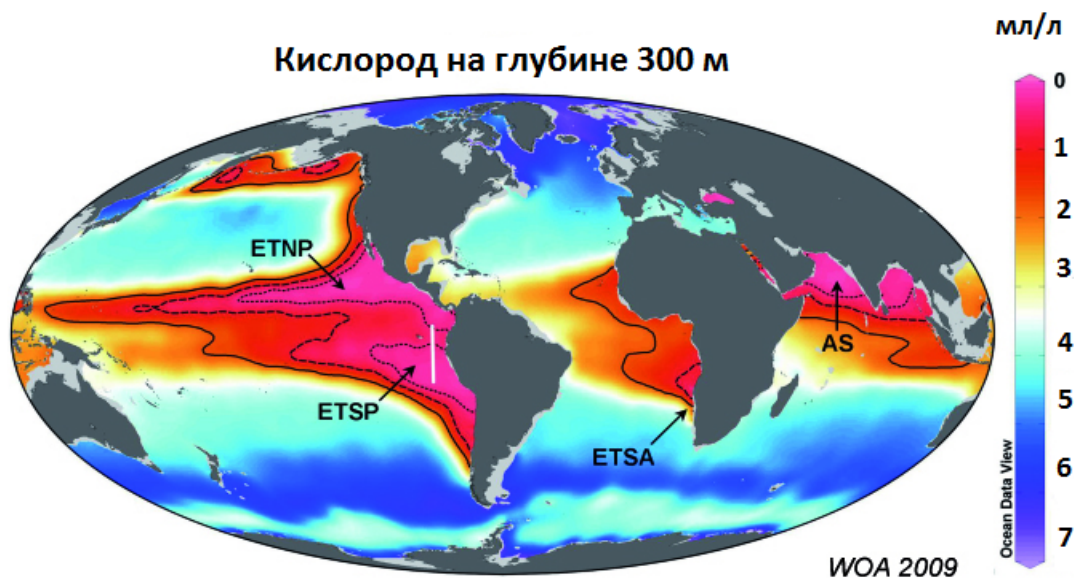 мл/л
Кислород на глубине 300 м
0
1
2
3
4
5
6
7
ETNP
AS
ETSP
ETSA
Ocean Data View
WOA 2009